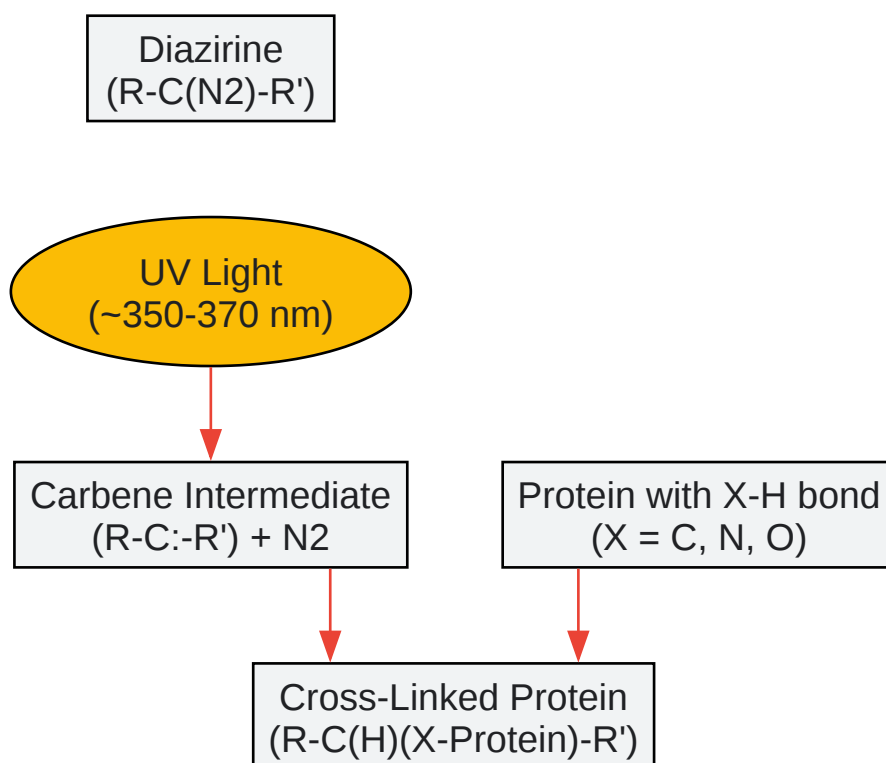 Diazirine
(R-C(N2)-R')
UV Light
(~350-370 nm)
Carbene Intermediate
(R-C:-R') + N2
Protein with X-H bond
(X = C, N, O)
Cross-Linked Protein
(R-C(H)(X-Protein)-R')